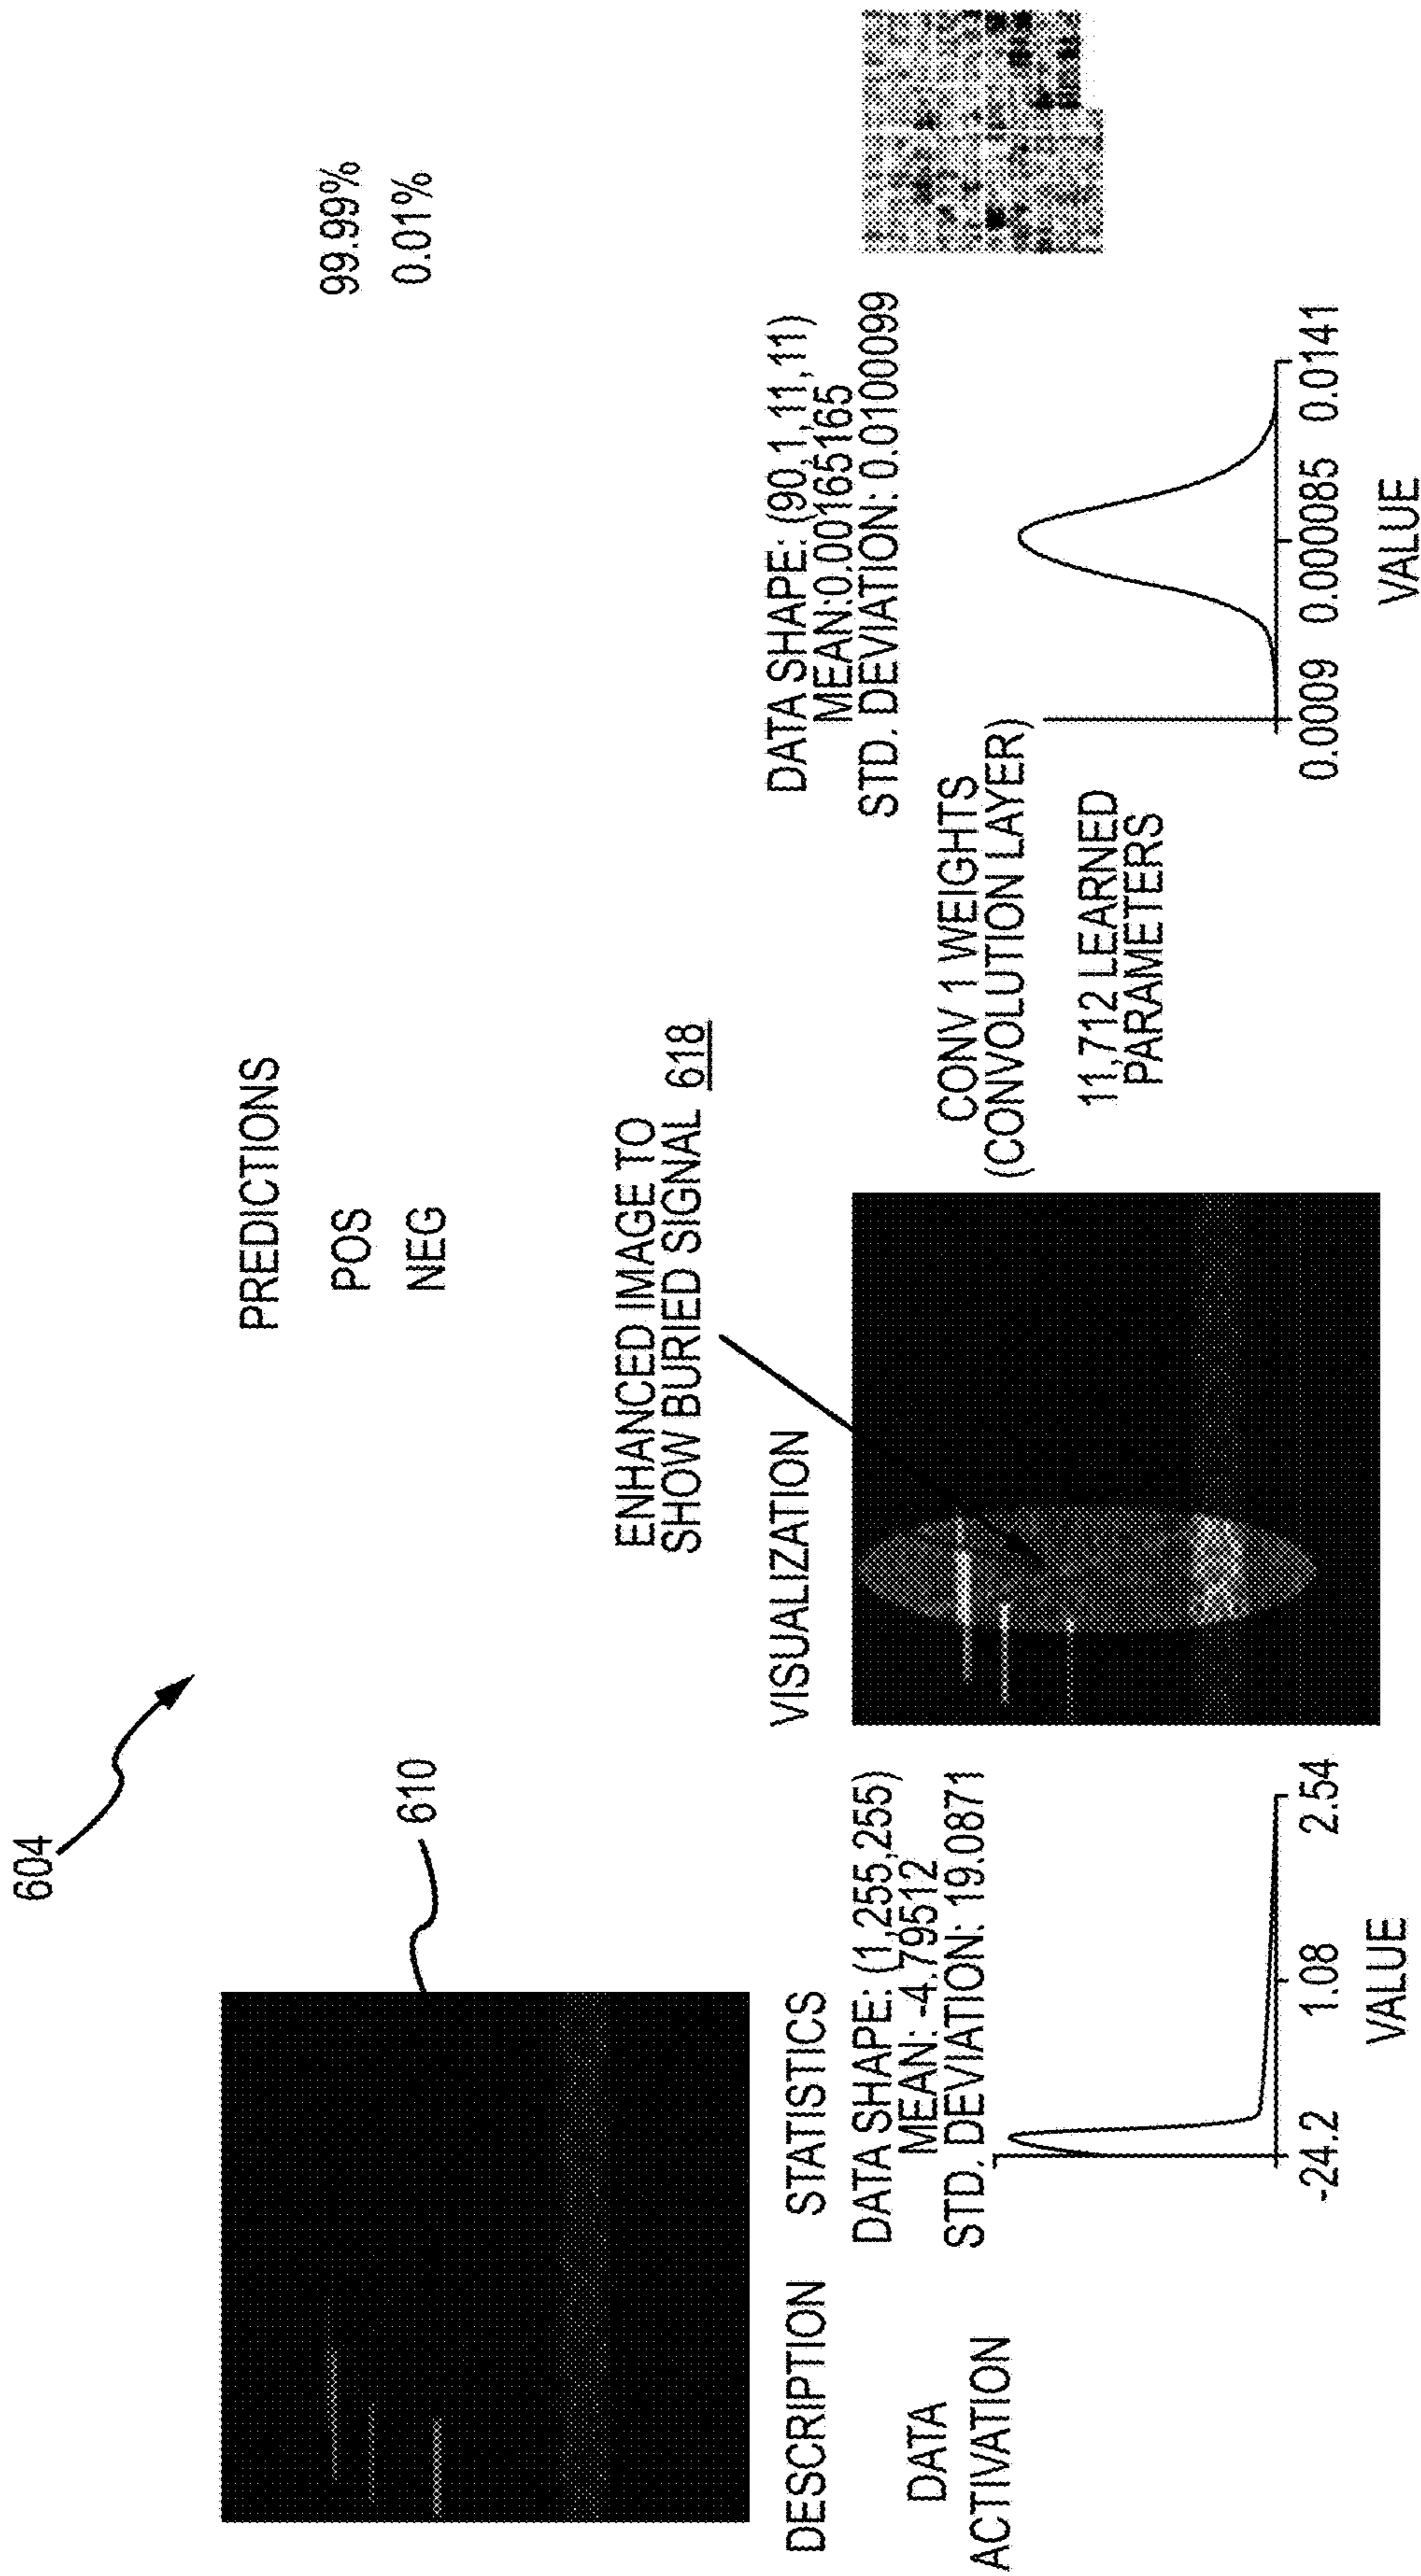 604
610
PREDICTIONS
POS 99.99%
NEG 0.01%
ENHANCED IMAGE TO
SHOW BURIED SIGNAL 618
DESCRIPTION STATISTICS VISUALIZATION
DATA
ACTIVATION
DATA SHAPE: (1,255,255)
MEAN: -4.79512
STD. DEVIATION: 19.0871
-24.2 1.08 2.54
VALUE
CONV 1 WEIGHTS
(CONVOLUTION LAYER)
11,712 LEARNED
PARAMETERS
DATA SHAPE: (90,1,11,11)
MEAN:0.00165165
STD. DEVIATION: 0.0100099
0.0009 0.000085 0.0141
VALUE